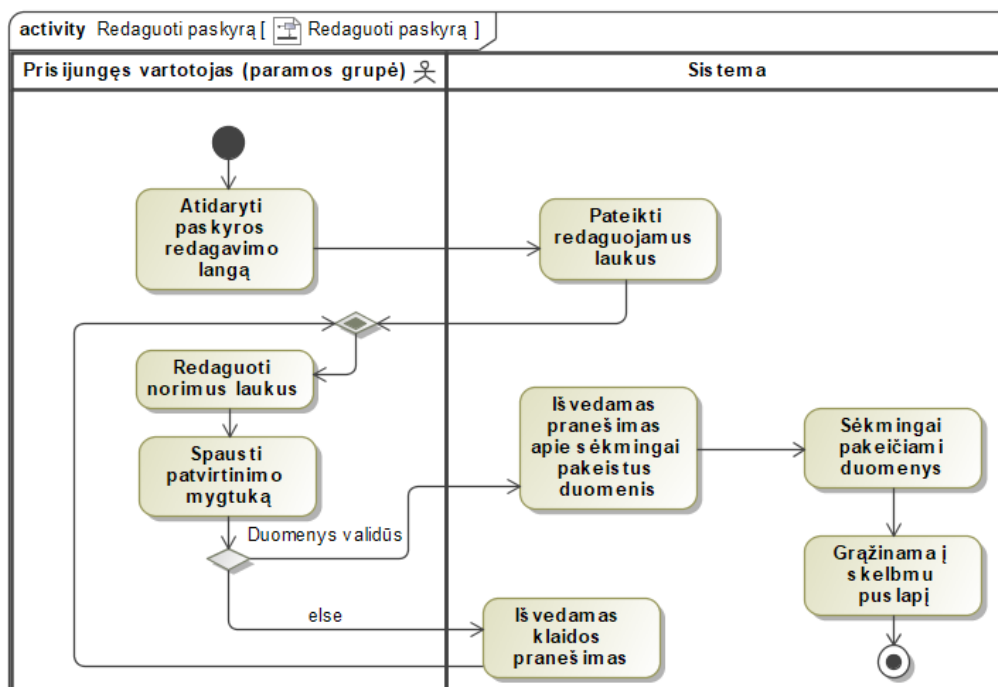 activity Redaguoti paskyrą [ Redaguoti paskyrą ]
Prisijungęs vartotojas (paramos grupė)
Sistema
Atidaryti
paskyros
redagavimo
langą
Pateikti
redaguojamus
laukus
Redaguoti
norimus laukus
Spausti
patvirtinimo
mygtuką
Duomenys validūs
else
Išvedamas
pranešimas
apie sėkmingai
pakeistus
duomenis
Sėkmingai
pakeičiami
duomenys
Grąžinama į
skelbmu
puslapį
Išvedamas
klaidos
pranešimas